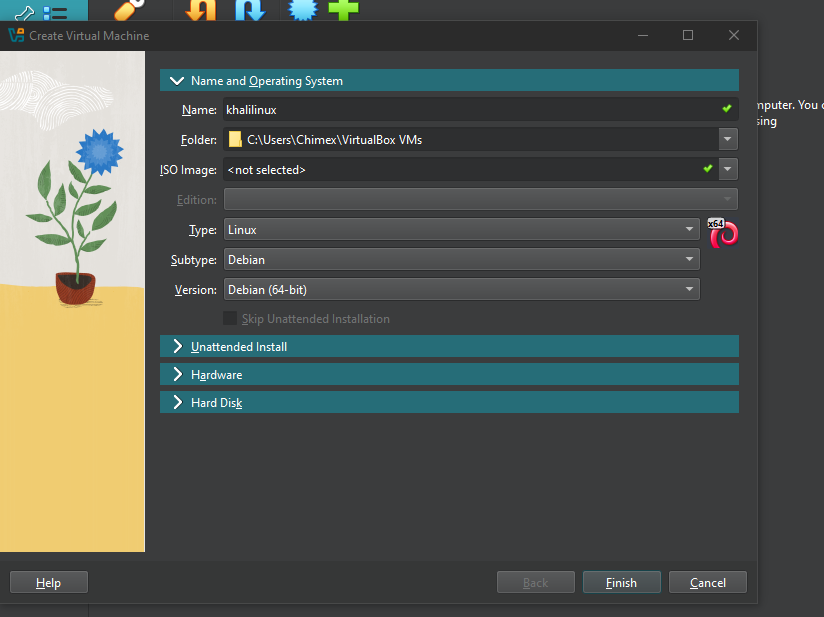 Create Virtual Machine
Name and Operating System
Name: khalilinux
mputer. You
sing
Folder: C:\Users\Chimex\VirtualBox VMs
ISO Image: <not selected>
Edition:
Type: Linux
x64
Subtype: Debian
Version: Debian (64-bit)
Skip Unattended Installation
Unattended Install
Hardware
Hard Disk
Help Back Finish Cancel